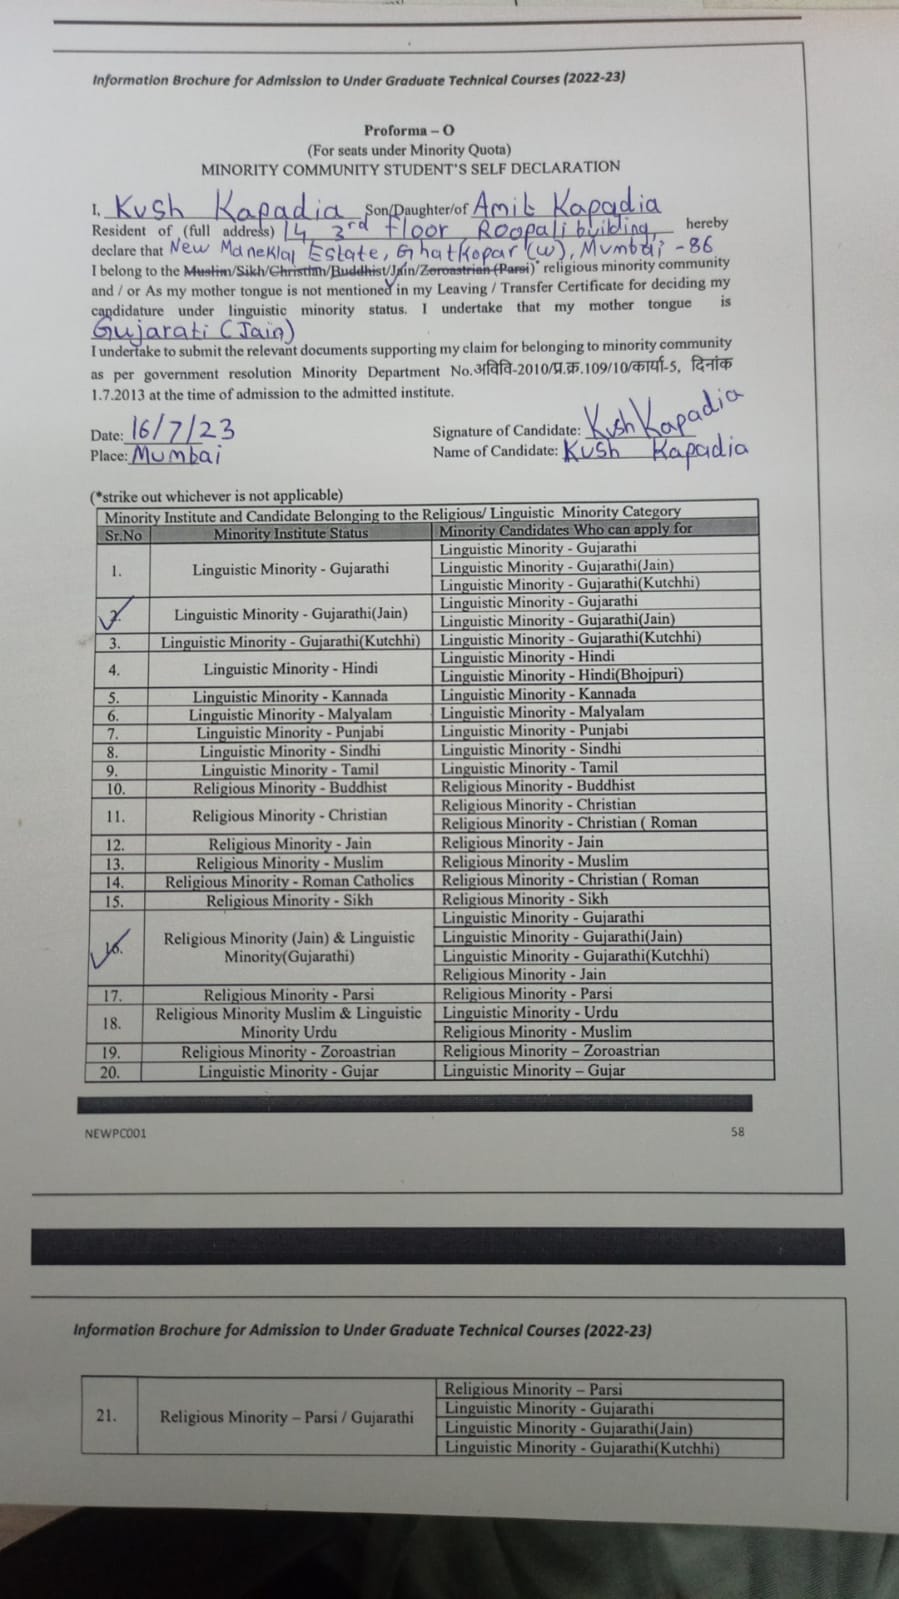 Information Brochure for Admission to Under Graduate Technical Courses (2022-23)
Proforma – O
(For seats under Minority Quota)
MINORITY COMMUNITY STUDENT'S SELF DECLARATION
I, Kush Kapadia Son/Daughter/of Amit Kapadia
Resident of (full address) 14 3rd floor Roopali building, hereby
declare that New Maneklal Estate, Ghatkopar (w), Mumbai -86
I belong to the Muslim/Sikh/Christian/Buddhist/Jain/Zoroastrian (Parsi)* religious minority community
and / or As my mother tongue is not mentioned in my Leaving / Transfer Certificate for deciding my
candidature under linguistic minority status. I undertake that my mother tongue is
Gujarati (Jain)
I undertake to submit the relevant documents supporting my claim for belonging to minority community
as per government resolution Minority Department No.अविवि-2010/प्र.क्र.109/10/कार्या-5, दिनांक
1.7.2013 at the time of admission to the admitted institute.
Date: 16/7/23 Signature of Candidate: Kush Kapadia
Place: Mumbai Name of Candidate: Kush Kapadia
(*strike out whichever is not applicable)
Minority Institute and Candidate Belonging to the Religious/ Linguistic Minority Category
Sr.No Minority Institute Status Minority Candidates Who can apply for
Linguistic Minority - Gujarathi
1. Linguistic Minority - Gujarathi Linguistic Minority - Gujarathi(Jain)
Linguistic Minority - Gujarathi(Kutchhi)
Linguistic Minority - Gujarathi
2. Linguistic Minority - Gujarathi(Jain) Linguistic Minority - Gujarathi(Jain)
3. Linguistic Minority - Gujarathi(Kutchhi) Linguistic Minority - Gujarathi(Kutchhi)
Linguistic Minority - Hindi
4. Linguistic Minority - Hindi Linguistic Minority - Hindi(Bhojpuri)
5. Linguistic Minority - Kannada Linguistic Minority - Kannada
6. Linguistic Minority - Malyalam Linguistic Minority - Malyalam
7. Linguistic Minority - Punjabi Linguistic Minority - Punjabi
8. Linguistic Minority - Sindhi Linguistic Minority - Sindhi
9. Linguistic Minority - Tamil Linguistic Minority - Tamil
10. Religious Minority - Buddhist Religious Minority - Buddhist
Religious Minority - Christian
11. Religious Minority - Christian Religious Minority - Christian ( Roman
12. Religious Minority - Jain Religious Minority - Jain
13. Religious Minority - Muslim Religious Minority - Muslim
14. Religious Minority - Roman Catholics Religious Minority - Christian ( Roman
15. Religious Minority - Sikh Religious Minority - Sikh
Linguistic Minority - Gujarathi
16. Religious Minority (Jain) & Linguistic Linguistic Minority - Gujarathi(Jain)
Minority(Gujarathi) Linguistic Minority - Gujarathi(Kutchhi)
Religious Minority - Jain
17. Religious Minority - Parsi Religious Minority - Parsi
18. Religious Minority Muslim & Linguistic Linguistic Minority - Urdu
Minority Urdu Religious Minority - Muslim
19. Religious Minority - Zoroastrian Religious Minority – Zoroastrian
20. Linguistic Minority - Gujar Linguistic Minority – Gujar
NEWPC001 58
Information Brochure for Admission to Under Graduate Technical Courses (2022-23)
Religious Minority – Parsi
21. Religious Minority – Parsi / Gujarathi Linguistic Minority - Gujarathi
Linguistic Minority - Gujarathi(Jain)
Linguistic Minority - Gujarathi(Kutchhi)